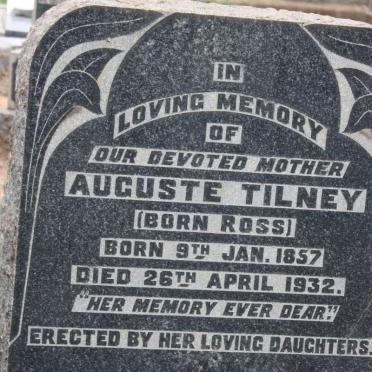 IN
LOVING MEMORY
OF
OUR DEVOTED MOTHER
AUGUSTE TILNEY
[BORN ROSS]
BORN 9TH JAN. 1857
DIED 26TH APRIL 1932.
"HER MEMORY EVER DEAR."
ERECTED BY HER LOVING DAUGHTERS.